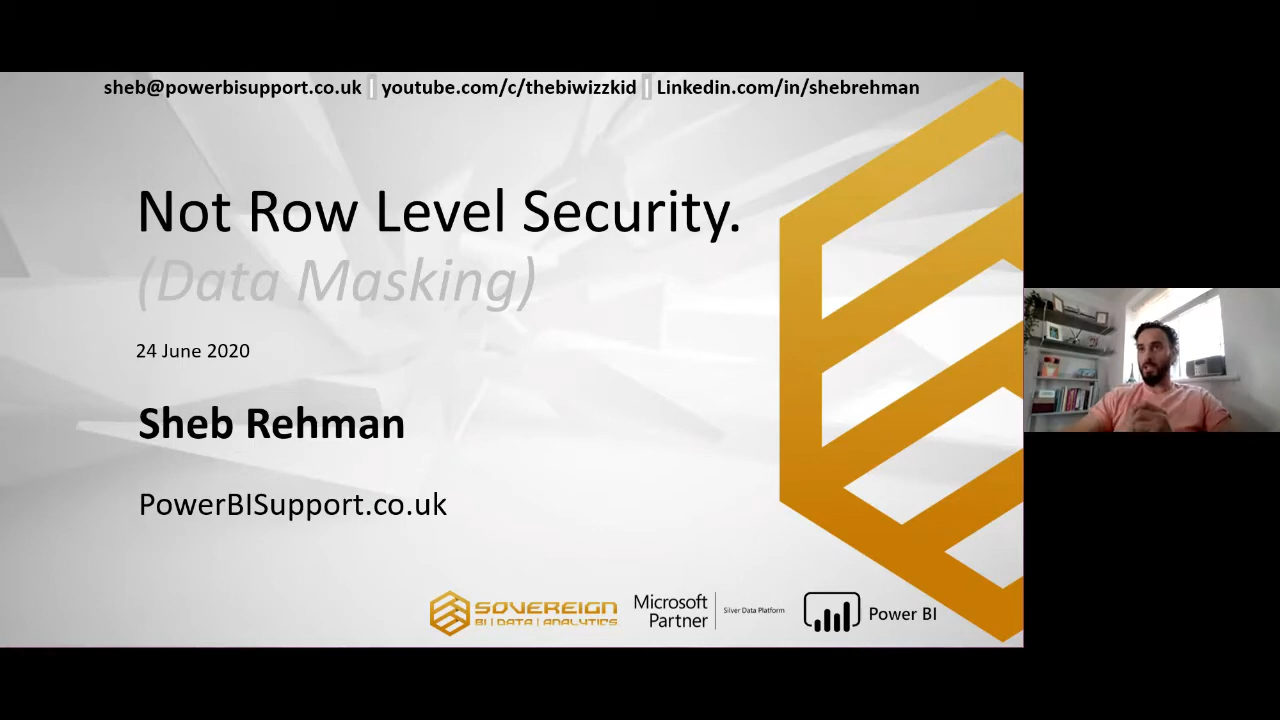 sheb@powerbisupport.co.uk | youtube.com/c/thebiwizzkid | Linkedin.com/in/shebrehman
Not Row Level Security.
(Data Masking)
24 June 2020
Sheb Rehman
PowerBISupport.co.uk
SOVEREIGN
BI | DATA | ANALYTICS
Microsoft
Partner
Silver Data Platform
Power BI